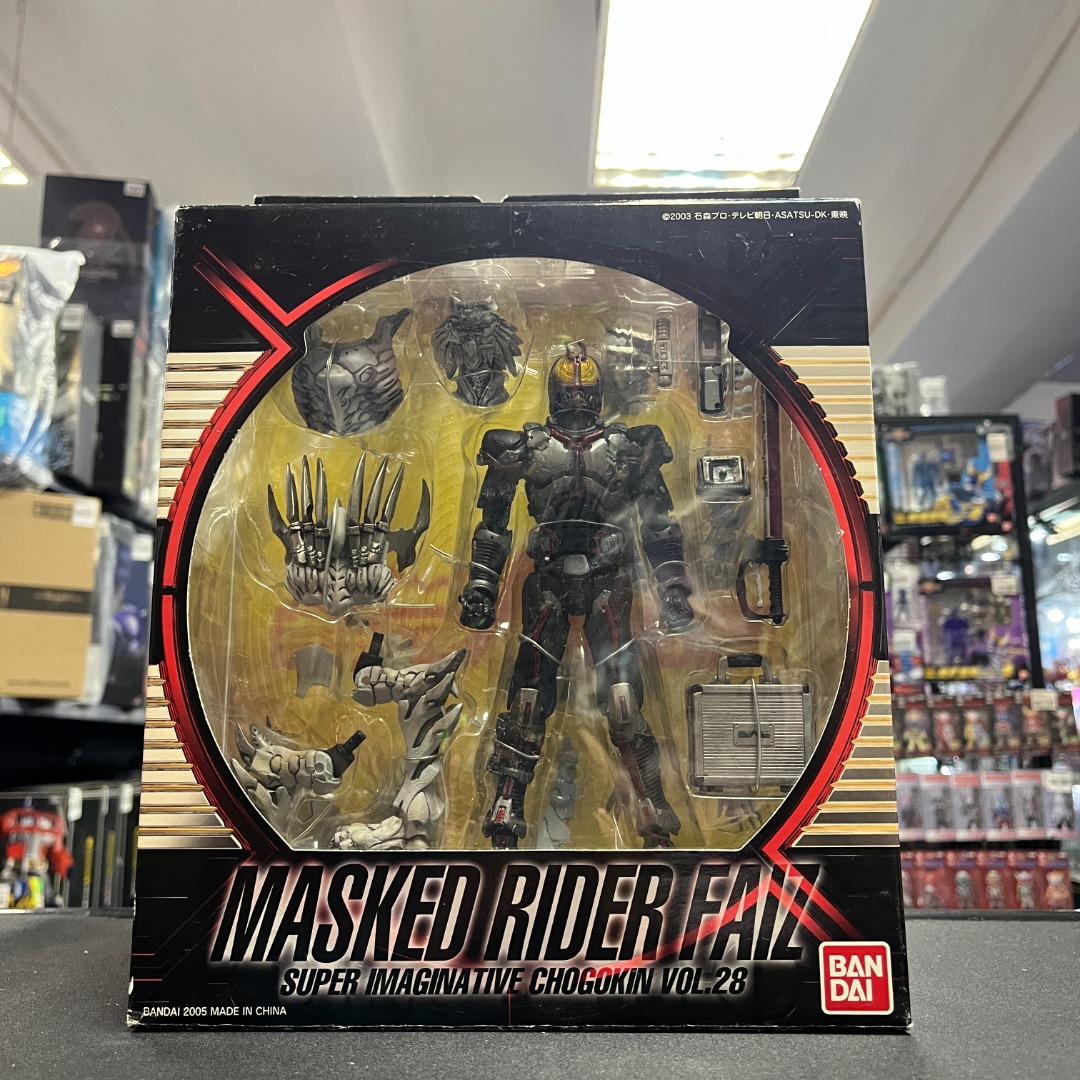 ©2003 石森プロ・テレビ朝日・ASATSU-DK・東映
MASKED RIDER FAIZ
SUPER IMAGINATIVE CHOGOKIN VOL.28
BAN
DAI
BANDAI 2005 MADE IN CHINA